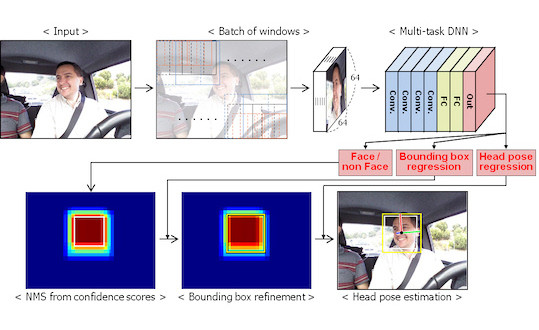 < Input >
< Batch of windows >
< Multi-task DNN >
64
64
Conv.
Conv.
Conv.
Conv.
FC
FC
Out
Face /
non Face
Bounding box
regression
Head pose
regression
< NMS from confidence scores >
< Bounding box refinement >
< Head pose estimation >